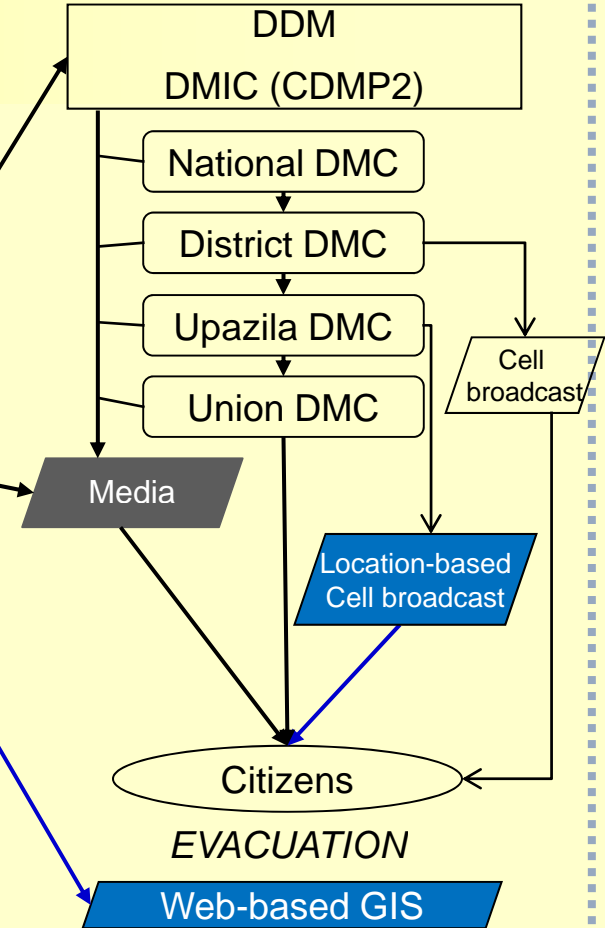 DDM
DMIC (CDMP2)
National DMC
District DMC
Upazila DMC
Cell
broadcast
Union DMC
Media
Location-based
Cell broadcast
Citizens
EVACUATION
Web-based GIS